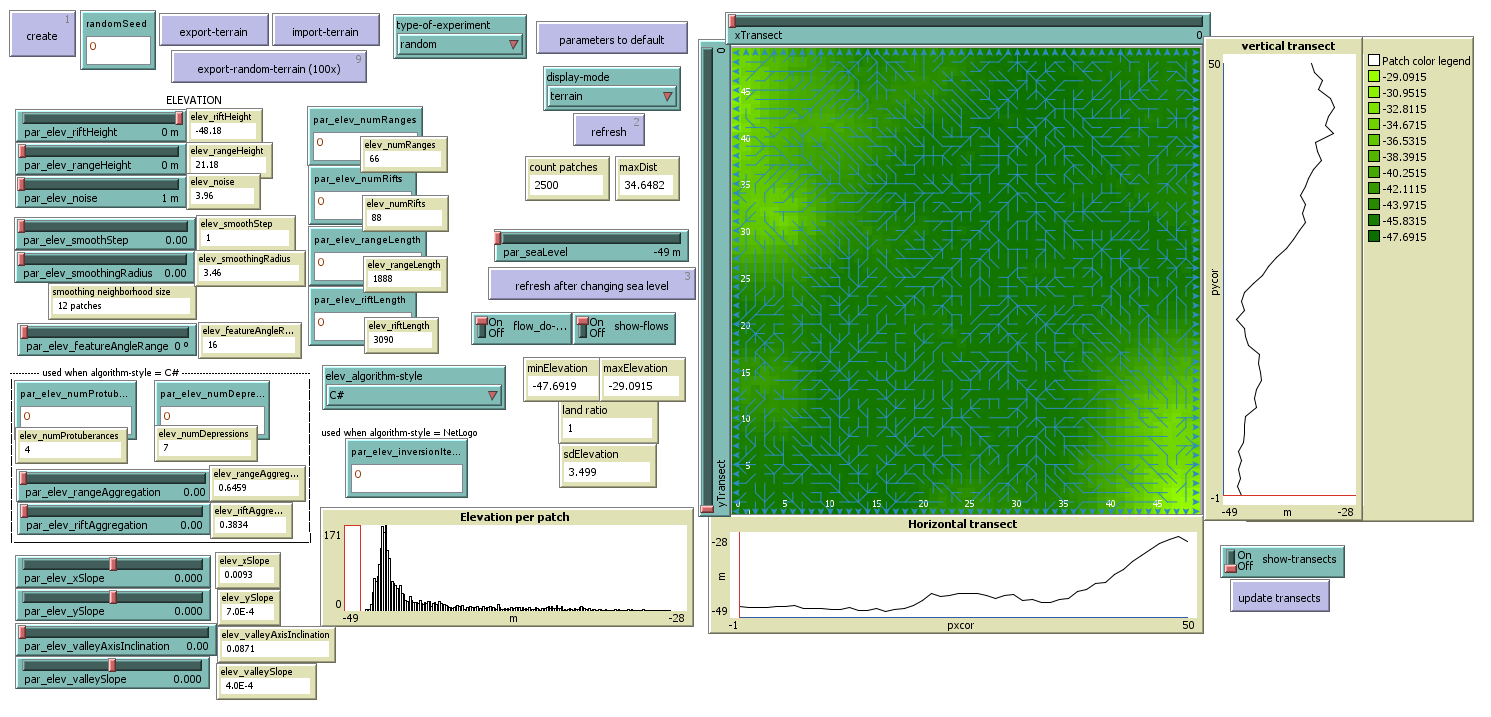 create
1
randomSeed
0
export-terrain
import-terrain
export-random-terrain (100x)
9
type-of-experiment
random
parameters to default
display-mode
terrain
refresh
2
ELEVATION
par_elev_riftHeight 0 m
elev_riftHeight
-48.18
par_elev_rangeHeight 0 m
elev_rangeHeight
21.18
par_elev_noise 1 m
elev_noise
3.96
par_elev_smoothStep 0.00
elev_smoothStep
1
par_elev_smoothingRadius 0.00
elev_smoothingRadius
3.46
smoothing neighborhood size
12 patches
par_elev_featureAngleRange 0 º
elev_featureAngleR...
16
par_elev_numRanges
0
elev_numRanges
66
par_elev_numRifts
0
elev_numRifts
88
par_elev_rangeLength
0
elev_rangeLength
1888
par_elev_riftLength
0
elev_riftLength
3090
count patches
2500
maxDist
34.6482
par_seaLevel -49 m
refresh after changing sea level
3
On
Off
flow_do-...
On
Off
show-flows
used when algorithm-style = C#
par_elev_numProtub...
0
elev_numProtuberances
4
par_elev_numDepre...
0
elev_numDepressions
7
par_elev_rangeAggregation 0.00
elev_rangeAggreg...
0.6459
par_elev_riftAggregation 0.00
elev_riftAggre...
0.3834
elev_algorithm-style
C#
used when algorithm-style = NetLogo
par_elev_inversionIte...
0
minElevation
-47.6919
maxElevation
-29.0915
land ratio
1
sdElevation
3.499
par_elev_xSlope 0.000
elev_xSlope
0.0093
par_elev_ySlope 0.000
elev_ySlope
7.0E-4
par_elev_valleyAxisInclination 0.00
elev_valleyAxisInclination
0.0871
par_elev_valleySlope 0.000
elev_valleySlope
4.0E-4
Elevation per patch
171
0
-49
m
-28
xTransect 0
yTransect
0
45
40
35
30
25
20
15
10
5
0 5 10 15 20 25 30 35 40 45
Horizontal transect
-28
m
-49
-1
pxcor
50
vertical transect
50
pycor
-1
-49
m
-28
Patch color legend
-29.0915
-30.9515
-32.8115
-34.6715
-36.5315
-38.3915
-40.2515
-42.1115
-43.9715
-45.8315
-47.6915
On
Off
show-transects
update transects